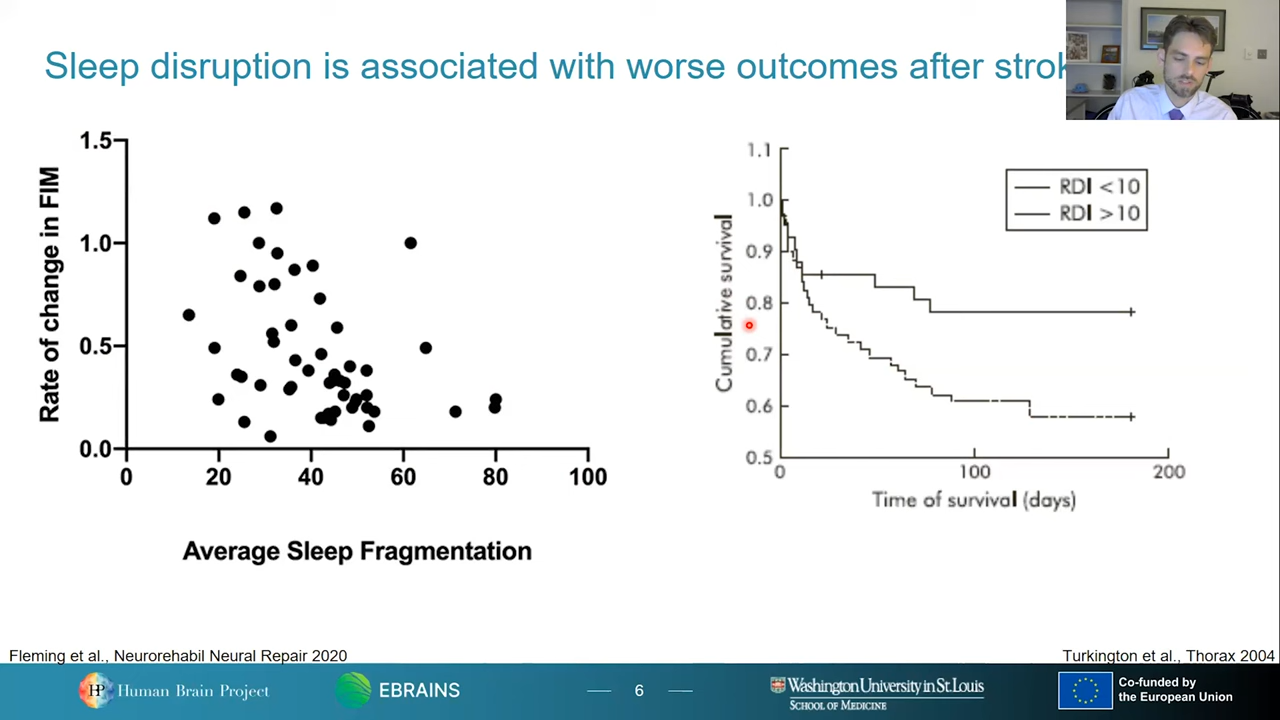 Sleep disruption is associated with worse outcomes after strok
1.5
1.0
0.5
0.0
Rate of change in FIM
0 20 40 60 80 100
Average Sleep Fragmentation
1.1
1.0
0.9
0.8
0.7
0.6
0.5
Cumulative survival
RDI <10
RDI >10
0 100 200
Time of survival (days)
Fleming et al., Neurorehabil Neural Repair 2020
Turkington et al., Thorax 2004
HP Human Brain Project
EBRAINS
6
Washington University in St. Louis
SCHOOL OF MEDICINE
Co-funded by
the European Union